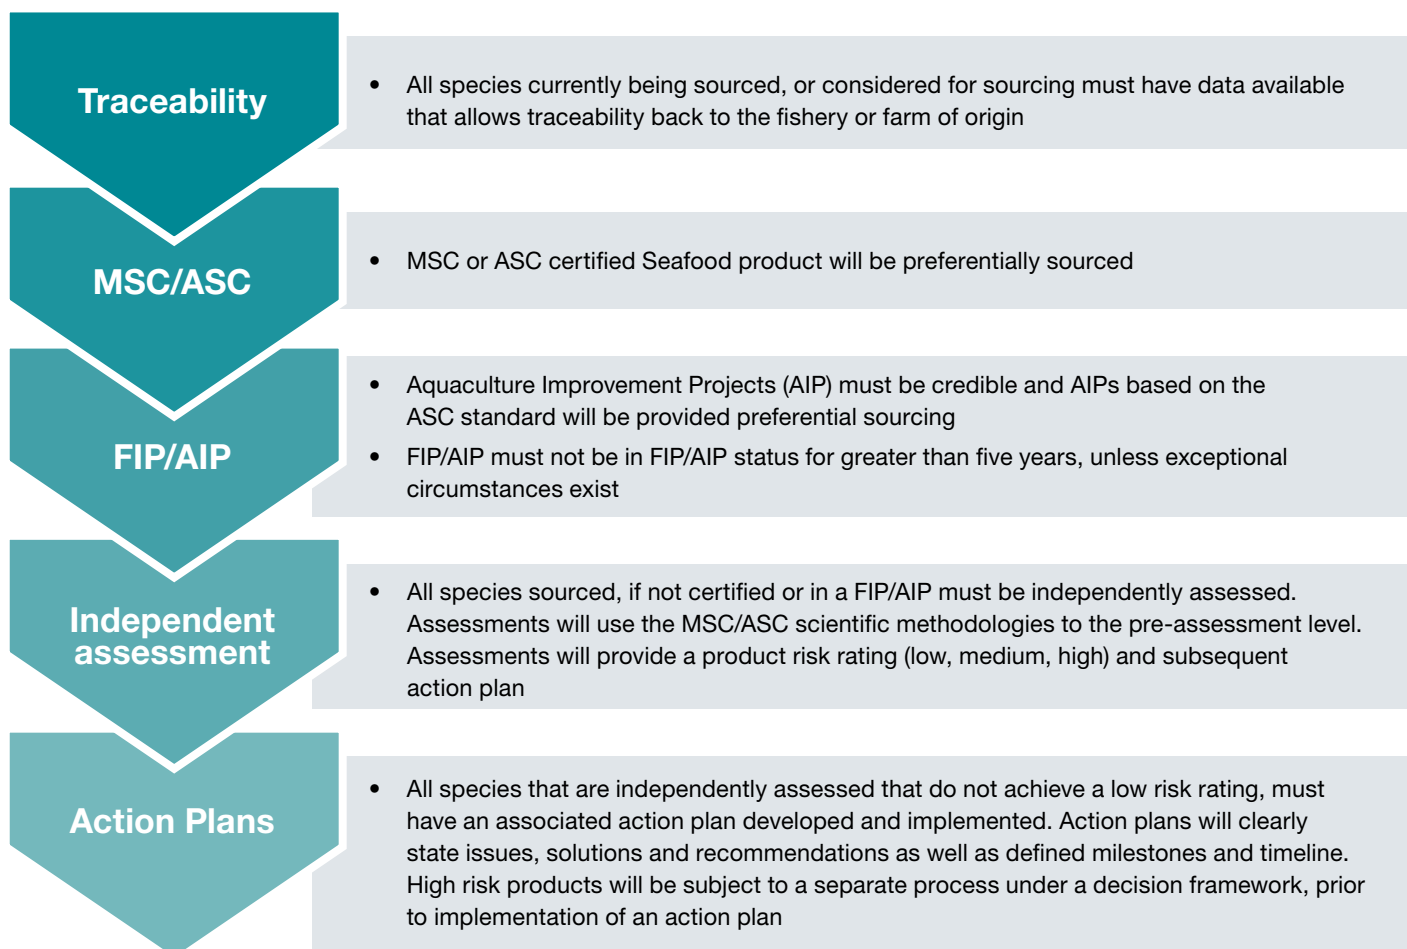 Traceability
• All species currently being sourced, or considered for sourcing must have data available
that allows traceability back to the fishery or farm of origin
MSC/ASC
• MSC or ASC certified Seafood product will be preferentially sourced
FIP/AIP
• Aquaculture Improvement Projects (AIP) must be credible and AIPs based on the
ASC standard will be provided preferential sourcing
• FIP/AIP must not be in FIP/AIP status for greater than five years, unless exceptional
circumstances exist
Independent
assessment
• All species sourced, if not certified or in a FIP/AIP must be independently assessed.
Assessments will use the MSC/ASC scientific methodologies to the pre-assessment level.
Assessments will provide a product risk rating (low, medium, high) and subsequent
action plan
Action Plans
• All species that are independently assessed that do not achieve a low risk rating, must
have an associated action plan developed and implemented. Action plans will clearly
state issues, solutions and recommendations as well as defined milestones and timeline.
High risk products will be subject to a separate process under a decision framework, prior
to implementation of an action plan